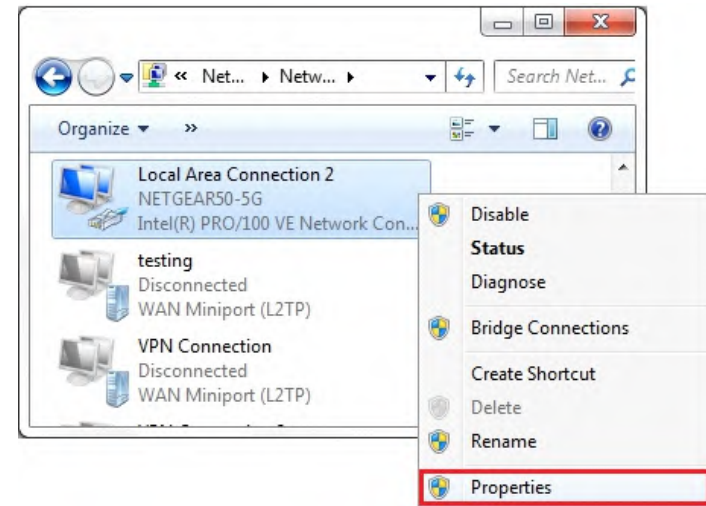 « Net... Netw...
Search Net...
Organize »
Local Area Connection 2
NETGEAR50-5G
Intel(R) PRO/100 VE Network Con...
testing
Disconnected
WAN Miniport (L2TP)
VPN Connection
Disconnected
WAN Miniport (L2TP)
Disable
Status
Diagnose
Bridge Connections
Create Shortcut
Delete
Rename
Properties